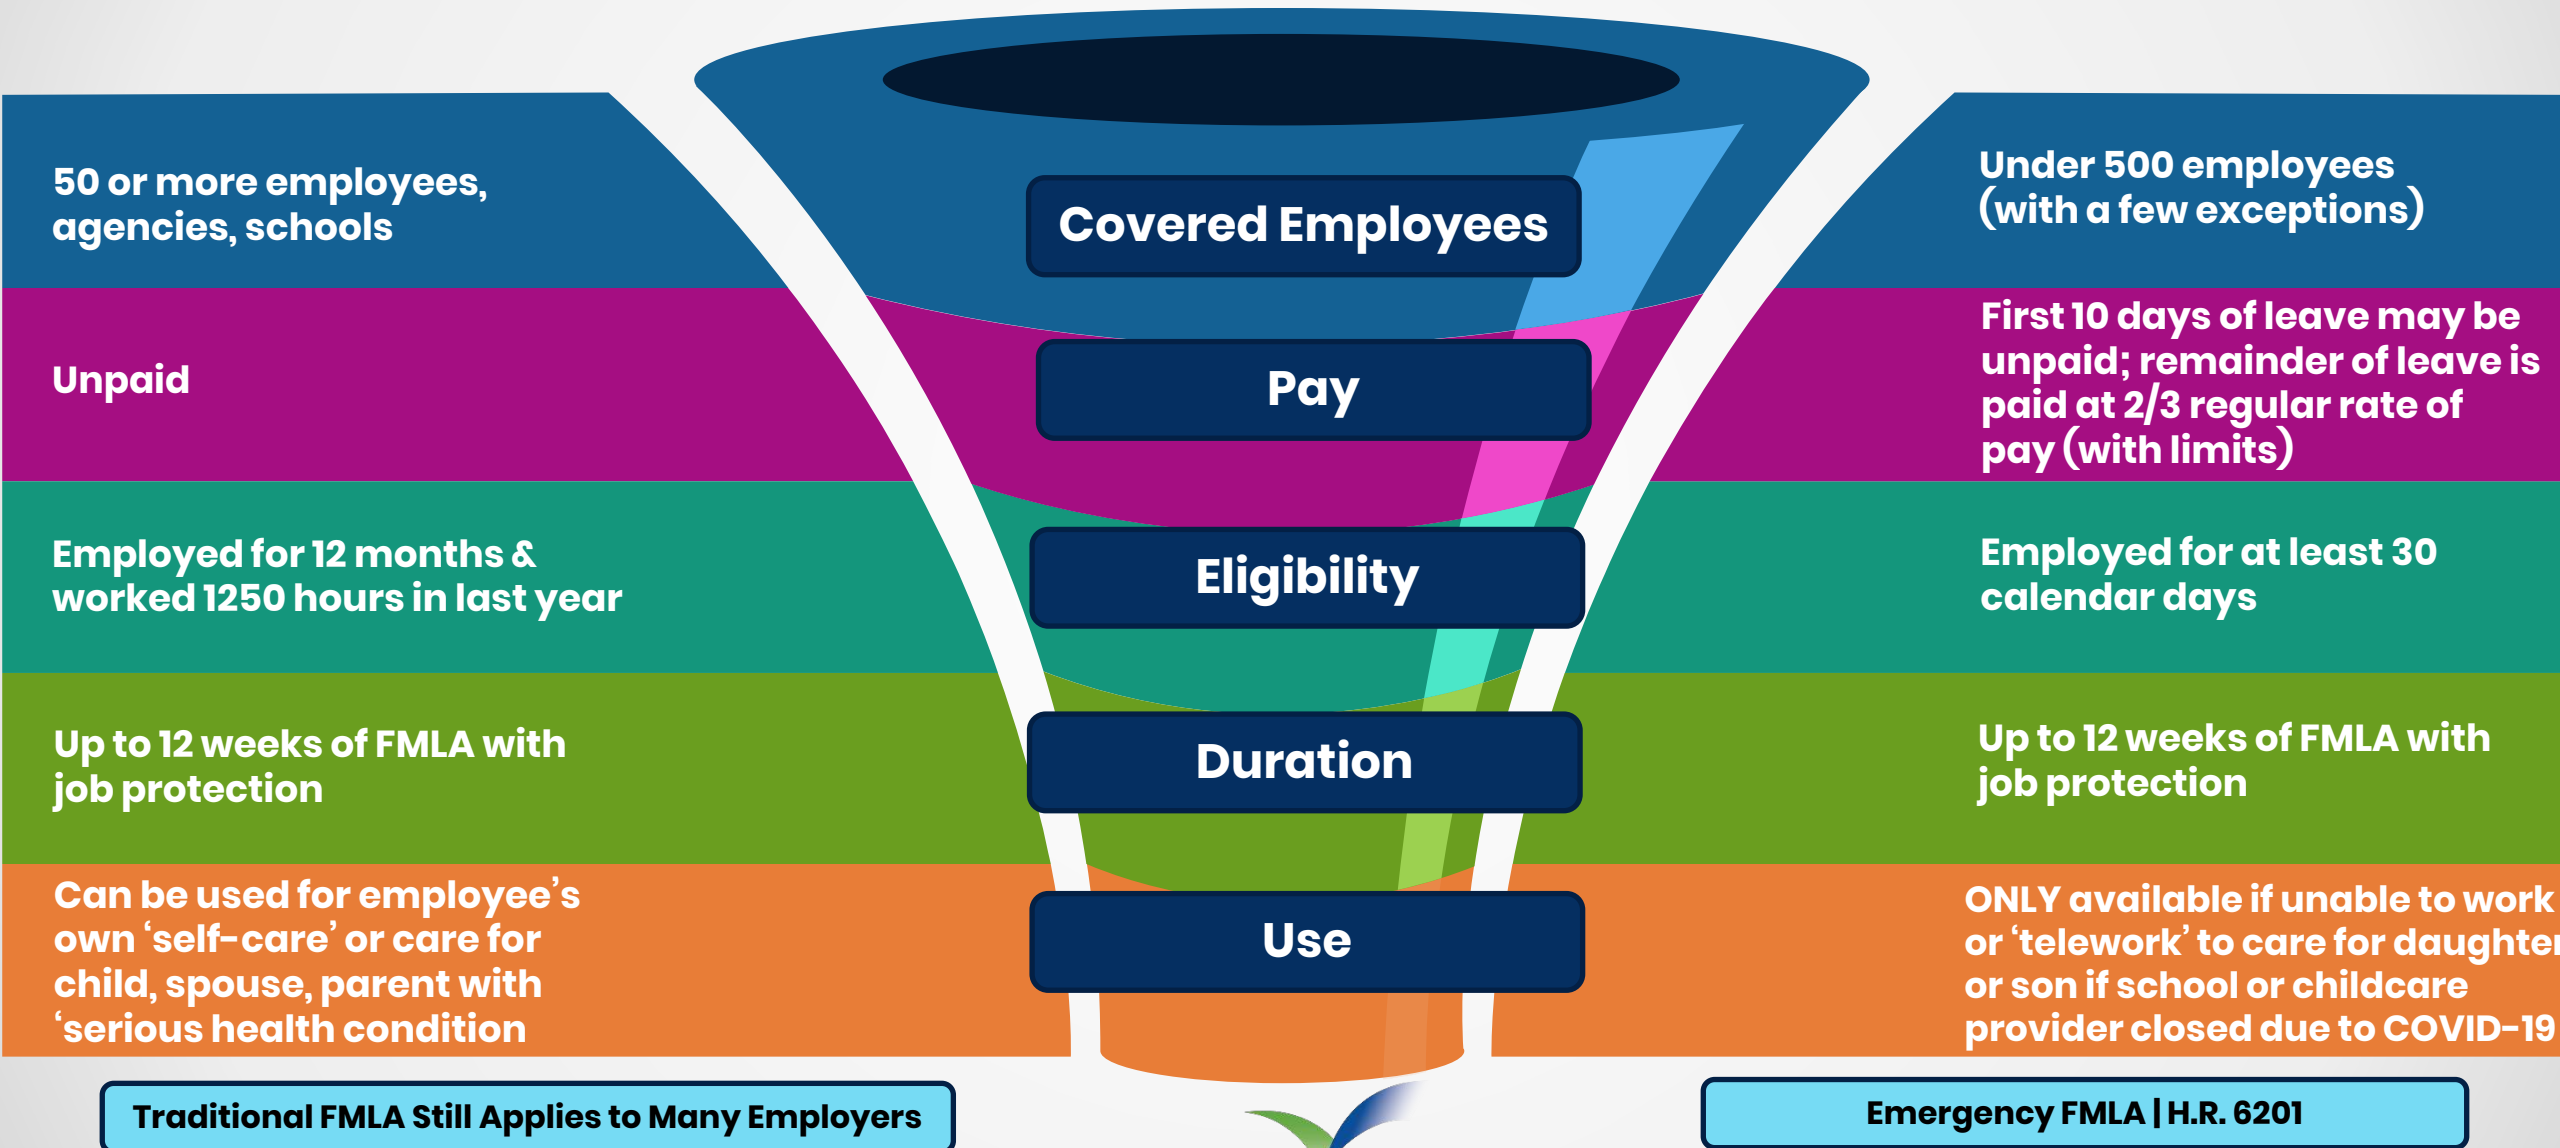 50 or more employees,
agencies, schools
Covered Employees
Under 500 employees
(with a few exceptions)
Unpaid
Pay
First 10 days of leave may be
unpaid; remainder of leave is
paid at 2/3 regular rate of
pay (with limits)
Employed for 12 months &
worked 1250 hours in last year
Eligibility
Employed for at least 30
calendar days
Up to 12 weeks of FMLA with
job protection
Duration
Up to 12 weeks of FMLA with
job protection
Can be used for employee’s
own ‘self-care’ or care for
child, spouse, parent with
‘serious health condition
Use
ONLY available if unable to work
or ‘telework’ to care for daughter
or son if school or childcare
provider closed due to COVID-19
Traditional FMLA Still Applies to Many Employers
Emergency FMLA | H.R. 6201